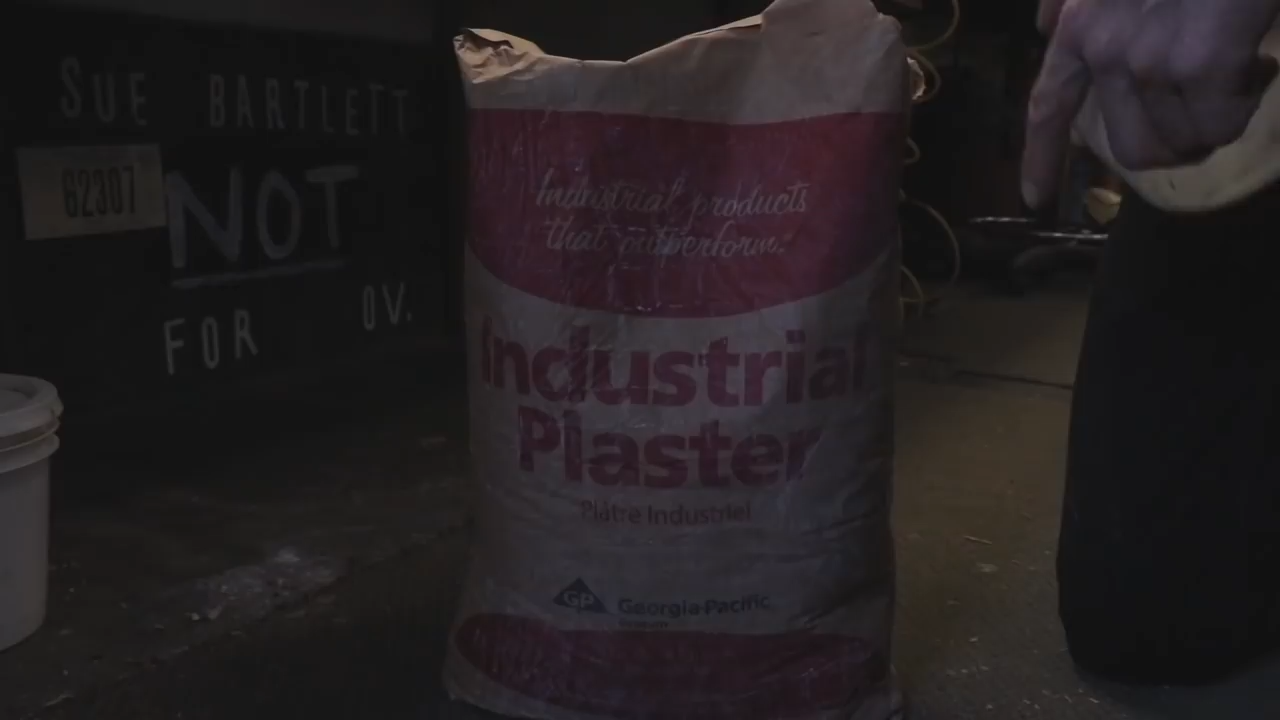 SUE BARTLETT
62307
NOT
FOR OV.
Industrial products
that outperform.
Industrial
Plaster
Plâtre Industriel
GP Georgia-Pacific